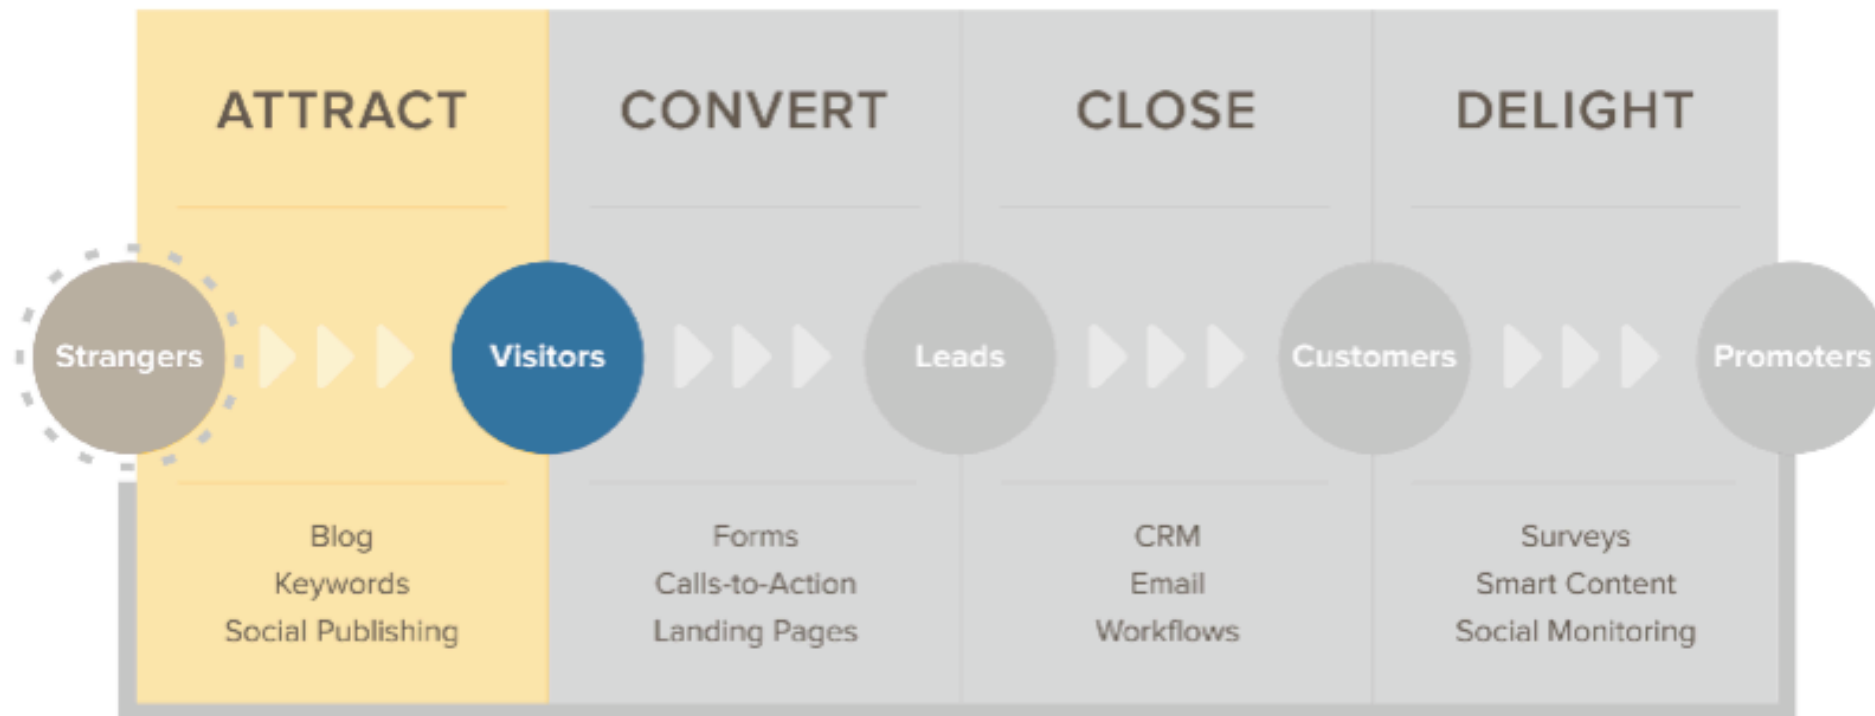 ATTRACT
CONVERT
CLOSE
DELIGHT
Strangers
Visitors
Leads
Customers
Promoters
Blog
Keywords
Social Publishing
Forms
Calls-to-Action
Landing Pages
CRM
Email
Workflows
Surveys
Smart Content
Social Monitoring